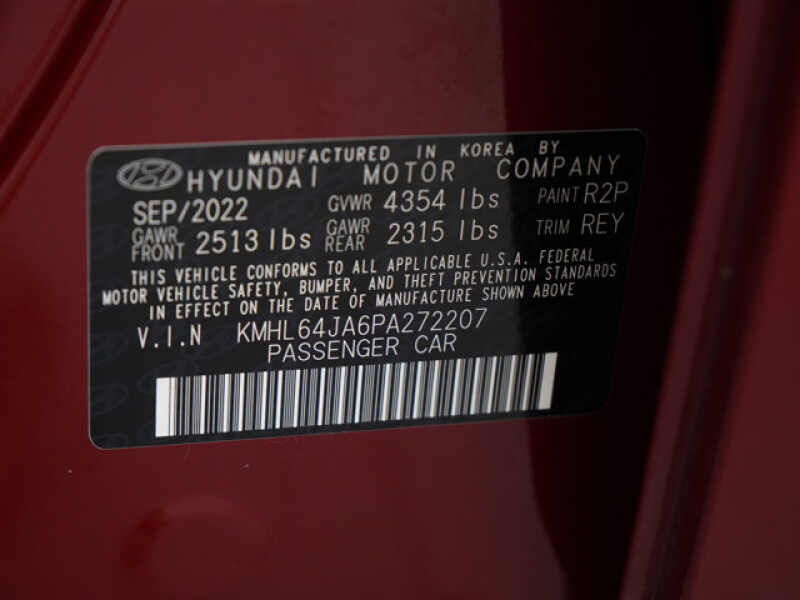 MANUFACTURED IN KOREA BY
HYUNDAI MOTOR COMPANY
SEP/2022 GVWR 4354 lbs PAINT R2P
GAWR FRONT 2513 lbs GAWR REAR 2315 lbs TRIM REY
THIS VEHICLE CONFORMS TO ALL APPLICABLE U.S.A. FEDERAL
MOTOR VEHICLE SAFETY, BUMPER, AND THEFT PREVENTION STANDARDS
IN EFFECT ON THE DATE OF MANUFACTURE SHOWN ABOVE
V.I.N KMHL64JA6PA272207
PASSENGER CAR